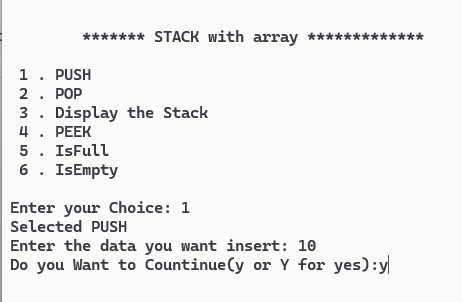 ******* STACK with array *************
1 . PUSH
2 . POP
3 . Display the Stack
4 . PEEK
5 . IsFull
6 . IsEmpty
Enter your Choice: 1
Selected PUSH
Enter the data you want insert: 10
Do you Want to Countinue(y or Y for yes):y